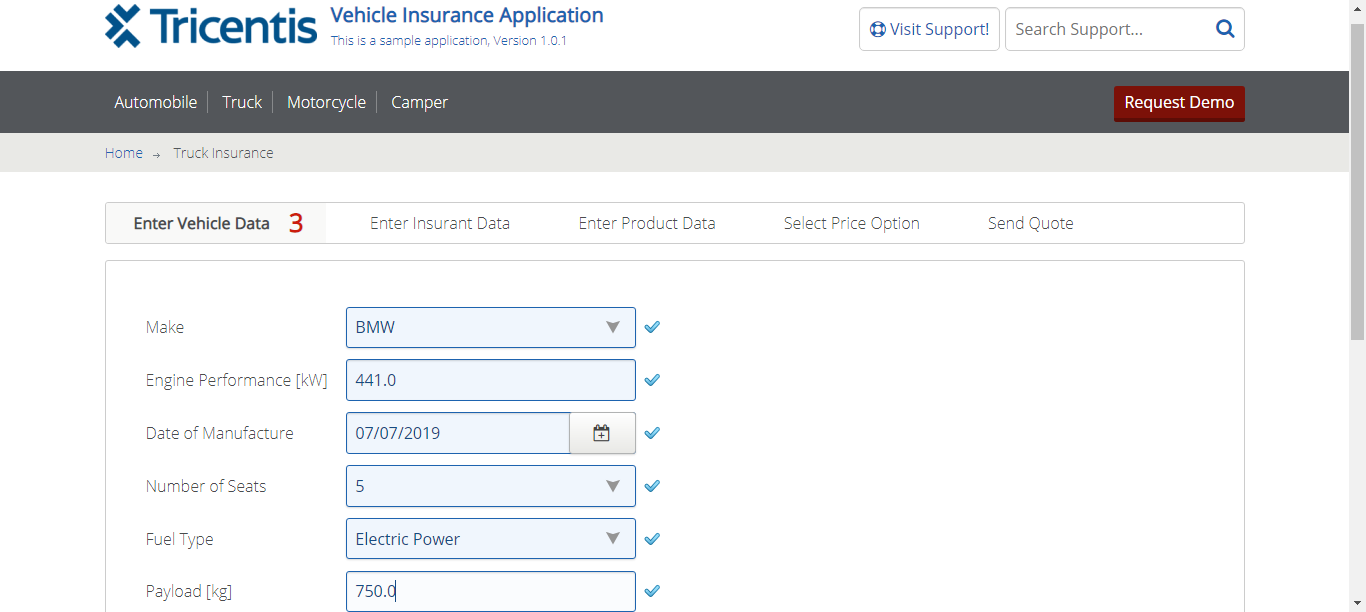 Tricentis
Vehicle Insurance Application
This is a sample application, Version 1.0.1
Visit Support!
Search Support...
Automobile
Truck
Motorcycle
Camper
Request Demo
Home → Truck Insurance
Enter Vehicle Data 3
Enter Insurant Data
Enter Product Data
Select Price Option
Send Quote
Make
BMW
Engine Performance [kW]
441.0
Date of Manufacture
07/07/2019
Number of Seats
5
Fuel Type
Electric Power
Payload [kg]
750.0